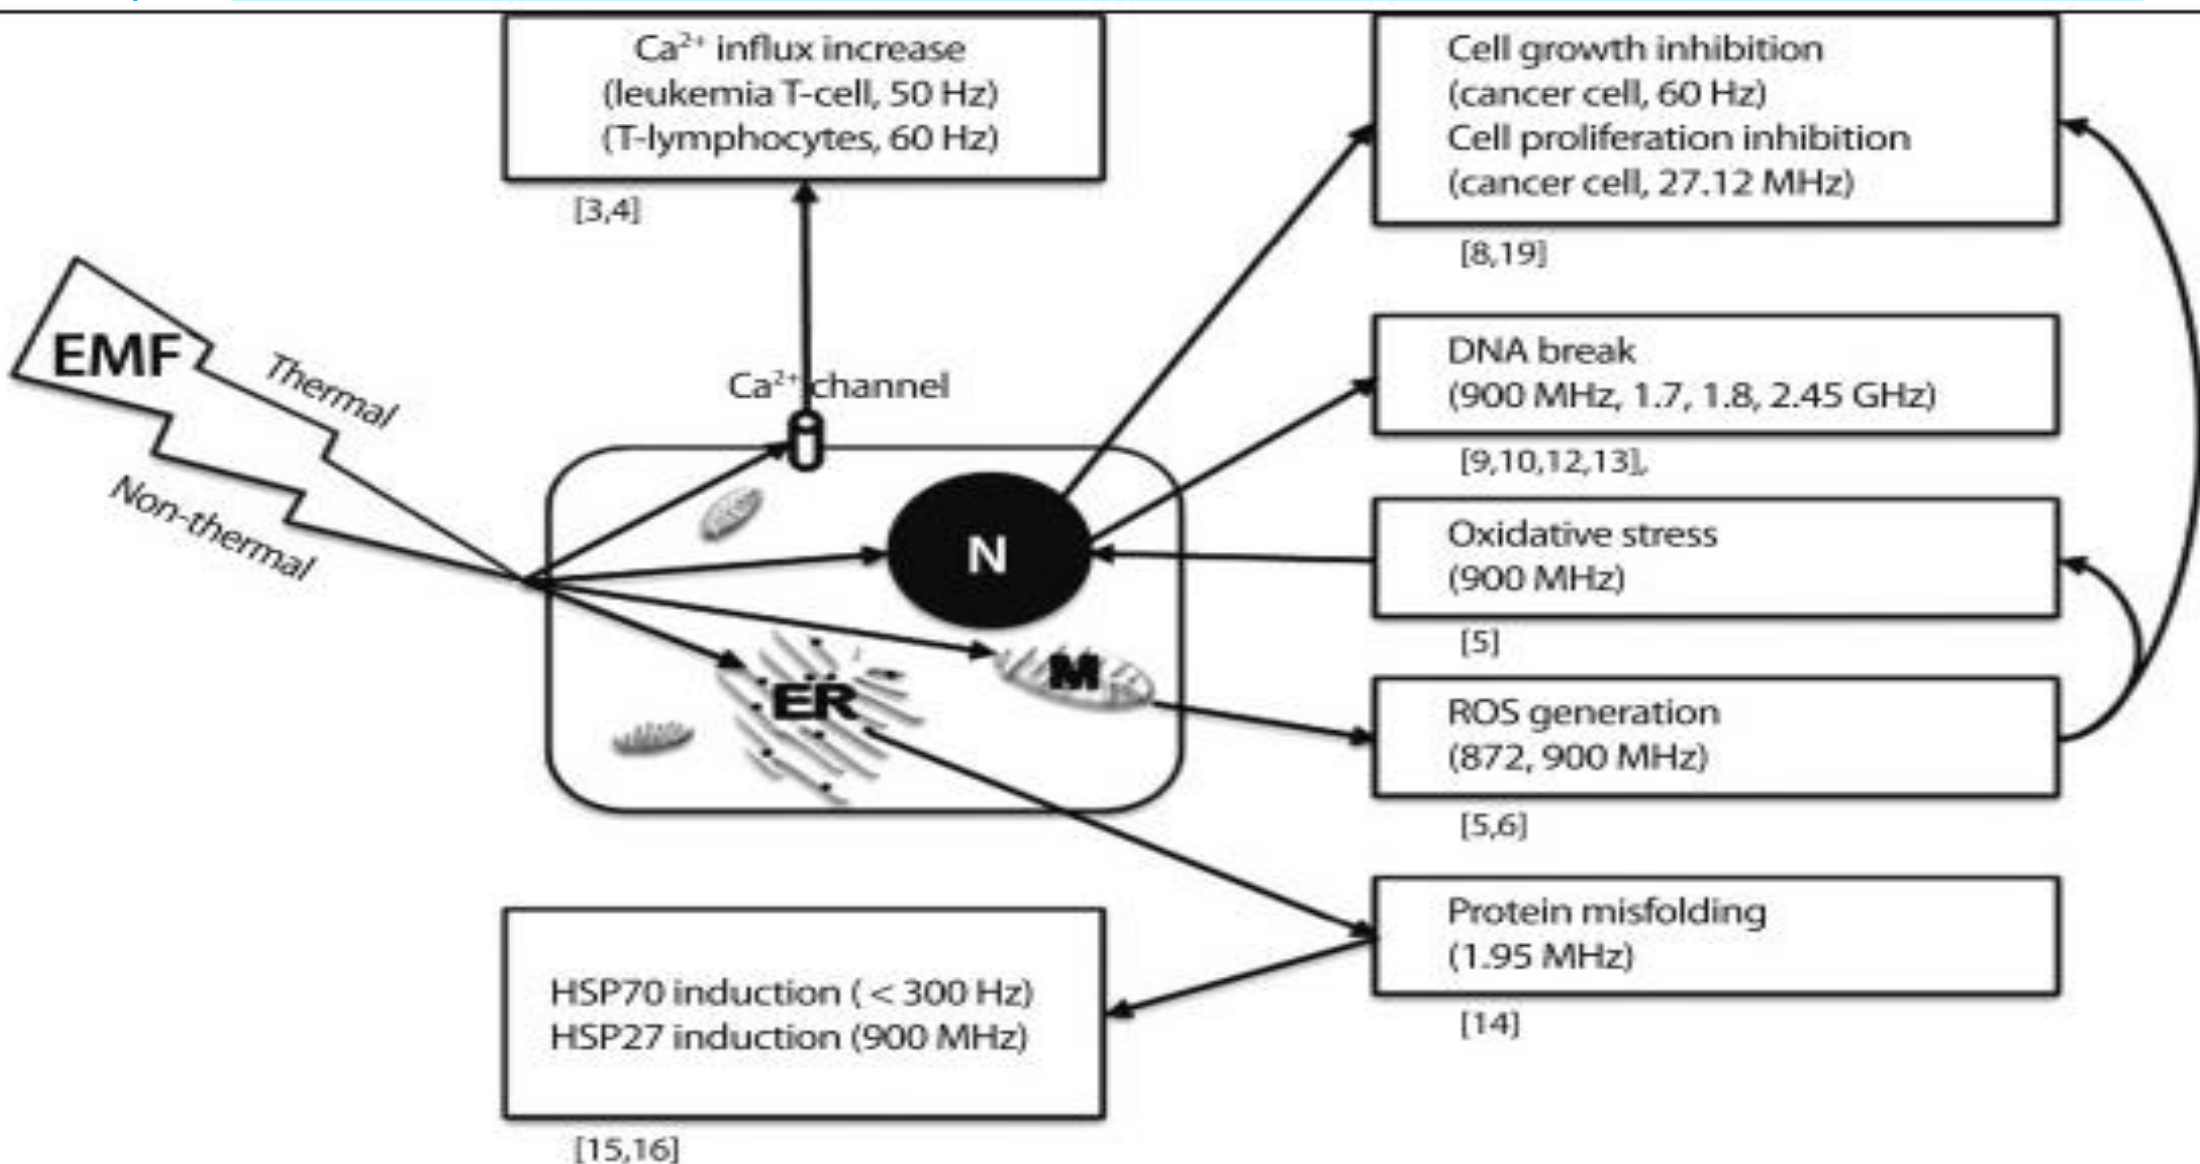 Ca²⁺ influx increase
(leukemia T-cell, 50 Hz)
(T-lymphocytes, 60 Hz)
[3,4]
Cell growth inhibition
(cancer cell, 60 Hz)
Cell proliferation inhibition
(cancer cell, 27.12 MHz)
[8,19]
EMF
Thermal
Non-thermal
Ca²⁺ channel
DNA break
(900 MHz, 1.7, 1.8, 2.45 GHz)
[9,10,12,13],
N
Oxidative stress
(900 MHz)
[5]
M
ER
ROS generation
(872, 900 MHz)
[5,6]
Protein misfolding
(1.95 MHz)
[14]
HSP70 induction ( < 300 Hz)
HSP27 induction (900 MHz)
[15,16]